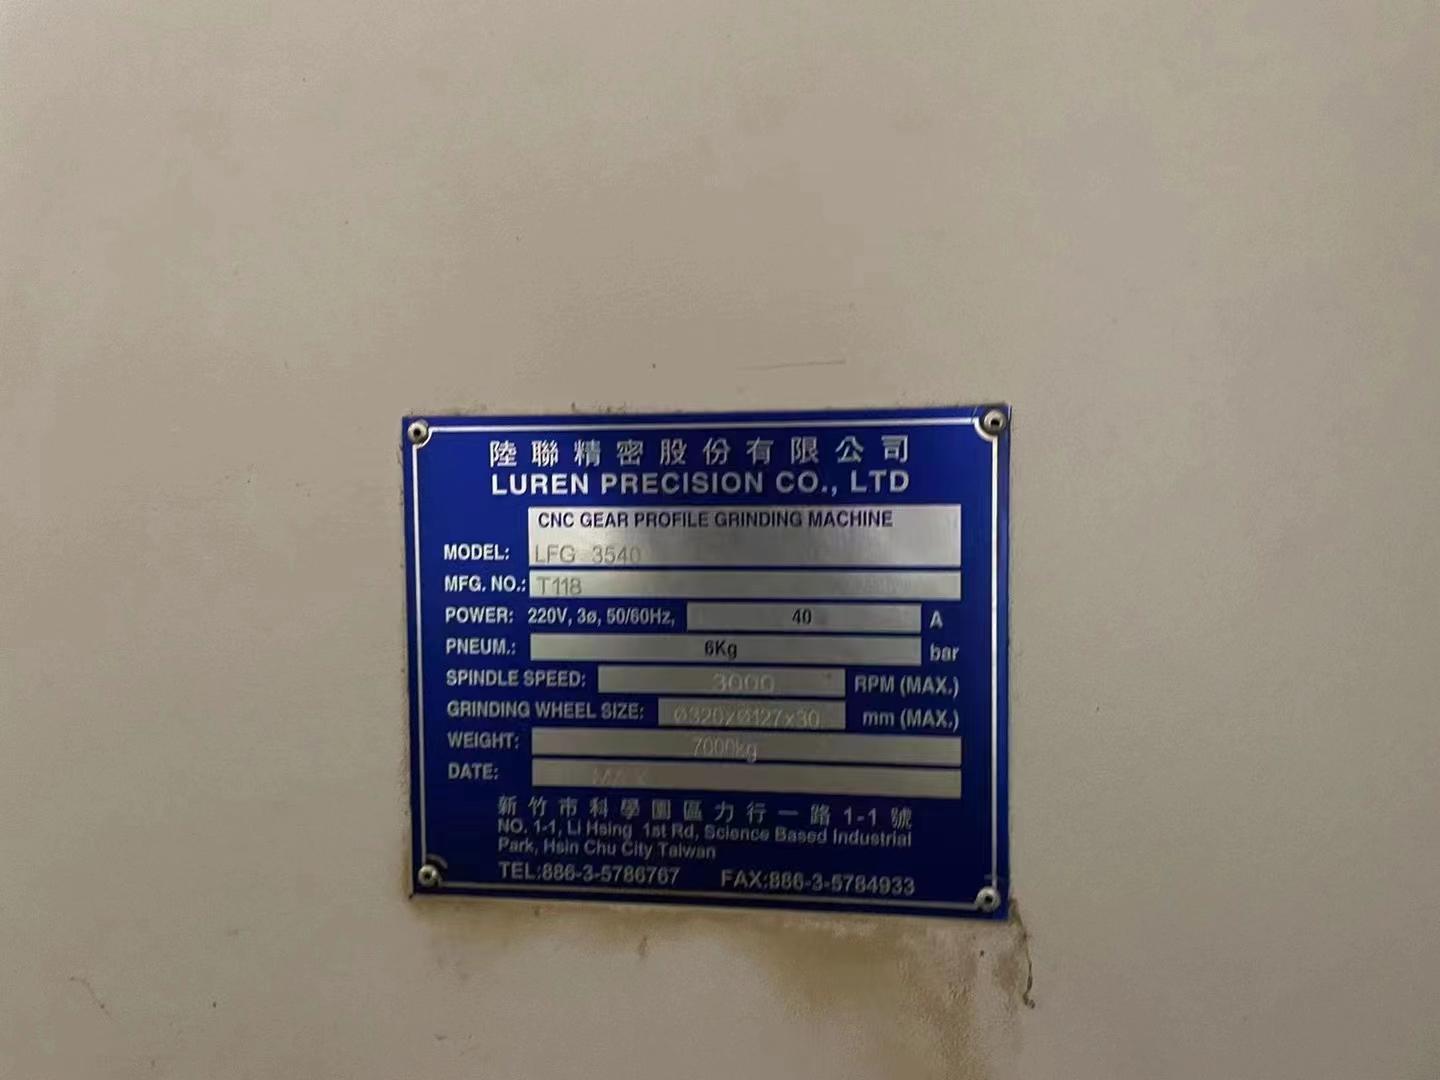 陸聯精密股份有限公司
LUREN PRECISION CO., LTD
CNC GEAR PROFILE GRINDING MACHINE
MODEL: LFG 3540
MFG. NO.: T118
POWER: 220V, 3ø, 50/60Hz, 40 A
PNEUM.: 6Kg bar
SPINDLE SPEED: 3000 RPM (MAX.)
GRINDING WHEEL SIZE: Ø320xØ127x30 mm (MAX.)
WEIGHT: 7000kg
DATE:
新竹市科學園區力行一路1-1號
NO. 1-1, Li Hsing 1st Rd, Science Based Industrial
Park, Hsin Chu City Taiwan
TEL:886-3-5786767 FAX:886-3-5784933